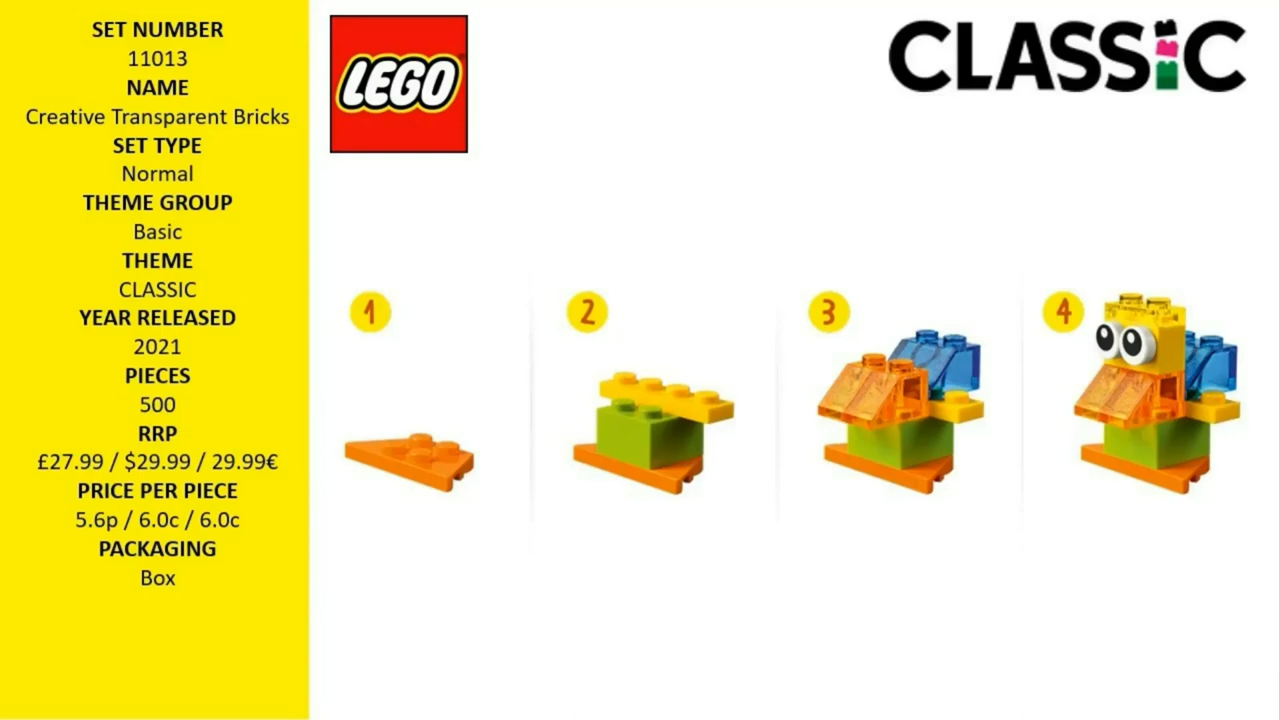 SET NUMBER
11013
NAME
Creative Transparent Bricks
SET TYPE
Normal
THEME GROUP
Basic
THEME
CLASSIC
YEAR RELEASED
2021
PIECES
500
RRP
£27.99 / $29.99 / 29.99€
PRICE PER PIECE
5.6p / 6.0c / 6.0c
PACKAGING
Box
LEGO
CLASSiC
1
2
3
4